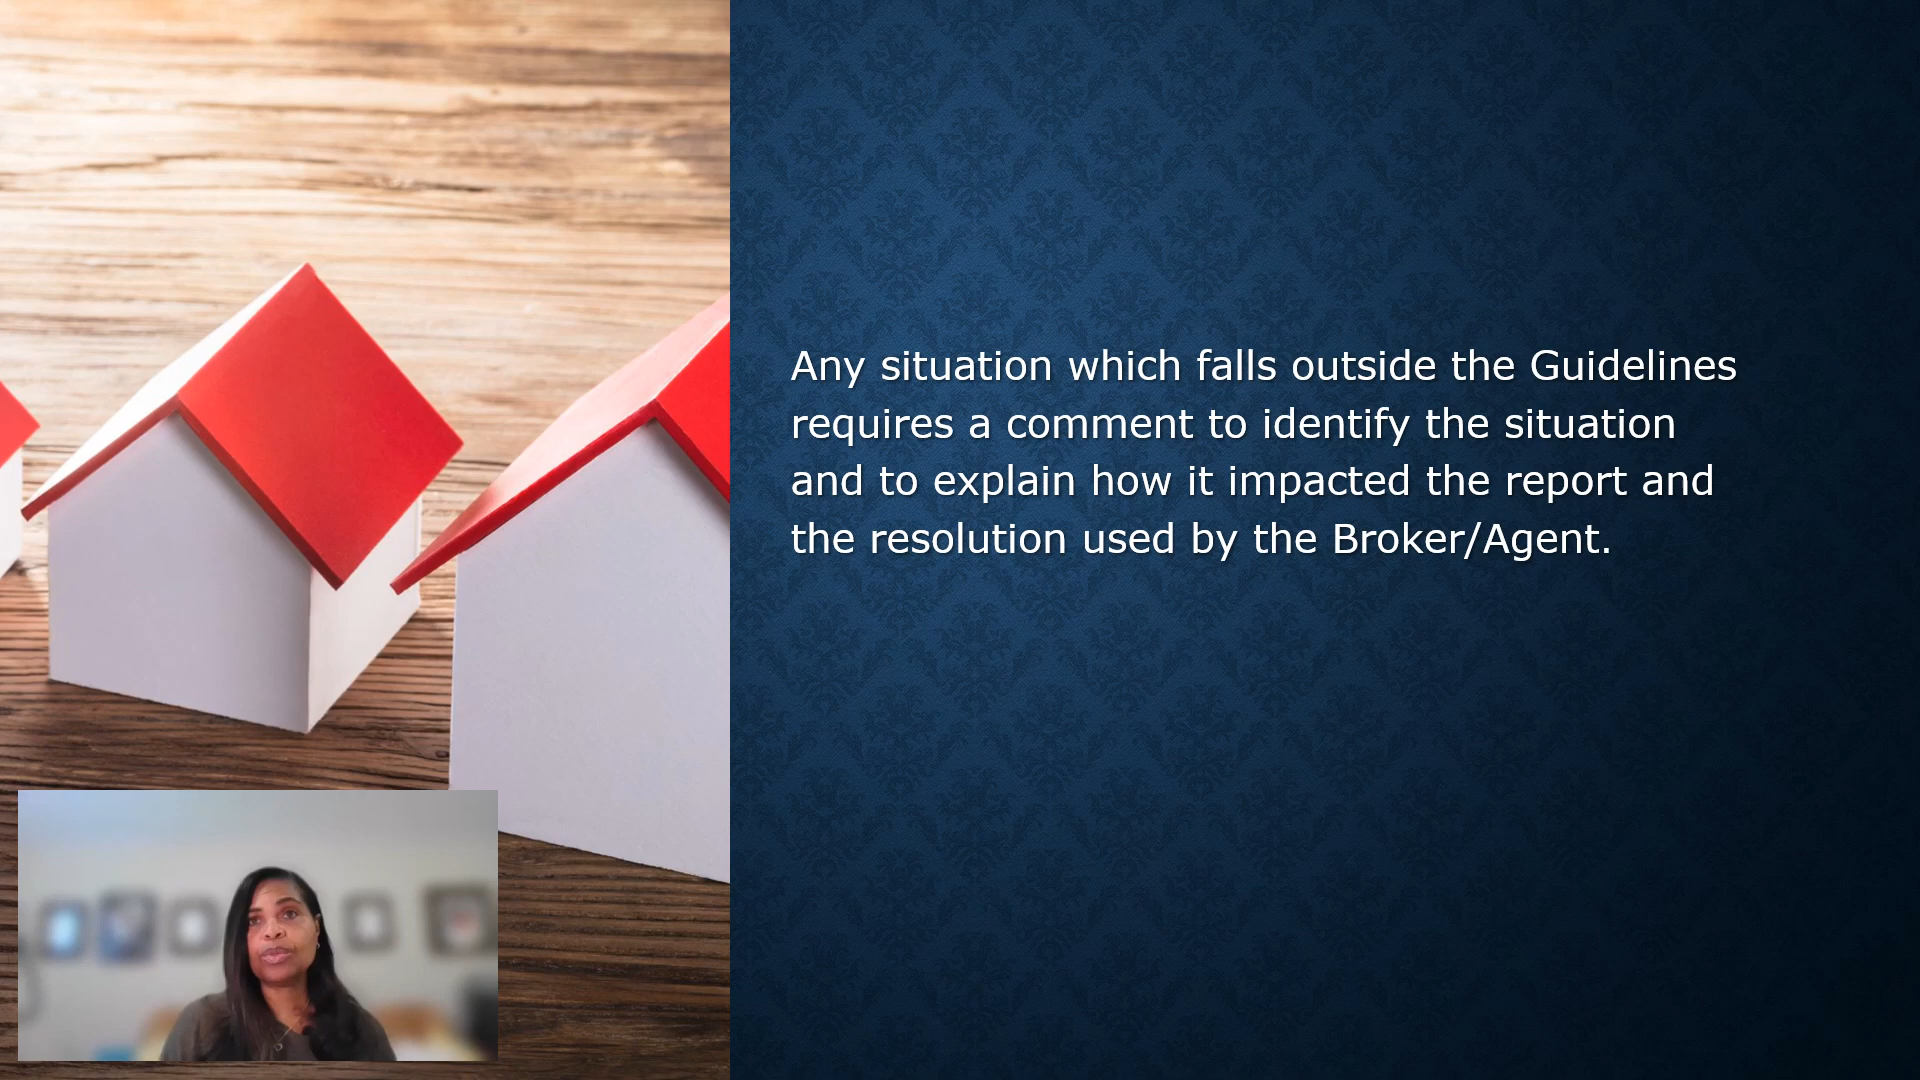 Any situation which falls outside the Guidelines
requires a comment to identify the situation
and to explain how it impacted the report and
the resolution used by the Broker/Agent.